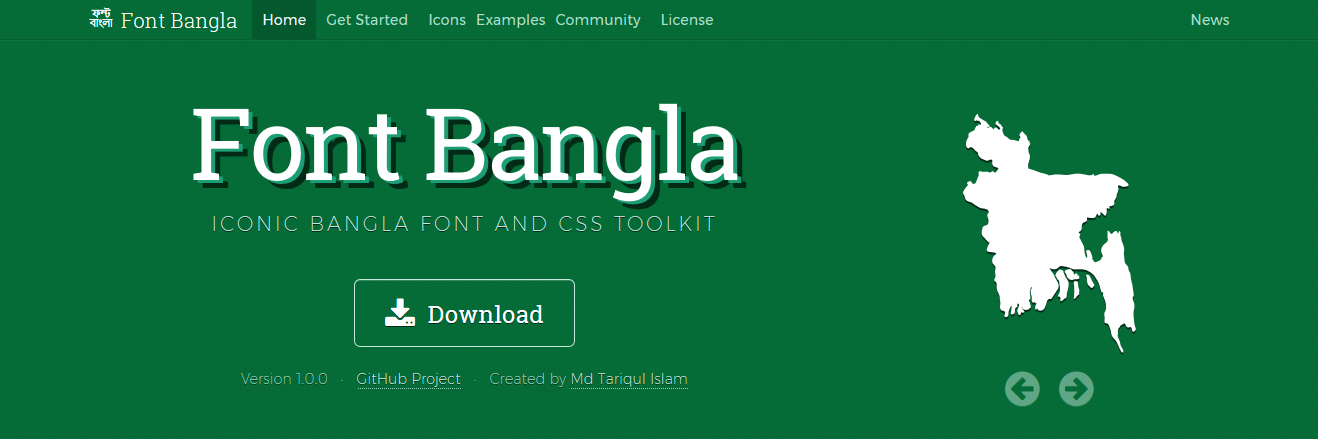 ফন্ট
বাংলা
Font Bangla Home Get Started Icons Examples Community License News
Font Bangla
ICONIC BANGLA FONT AND CSS TOOLKIT
Download
Version 1.0.0 · GitHub Project · Created by Md Tariqul Islam